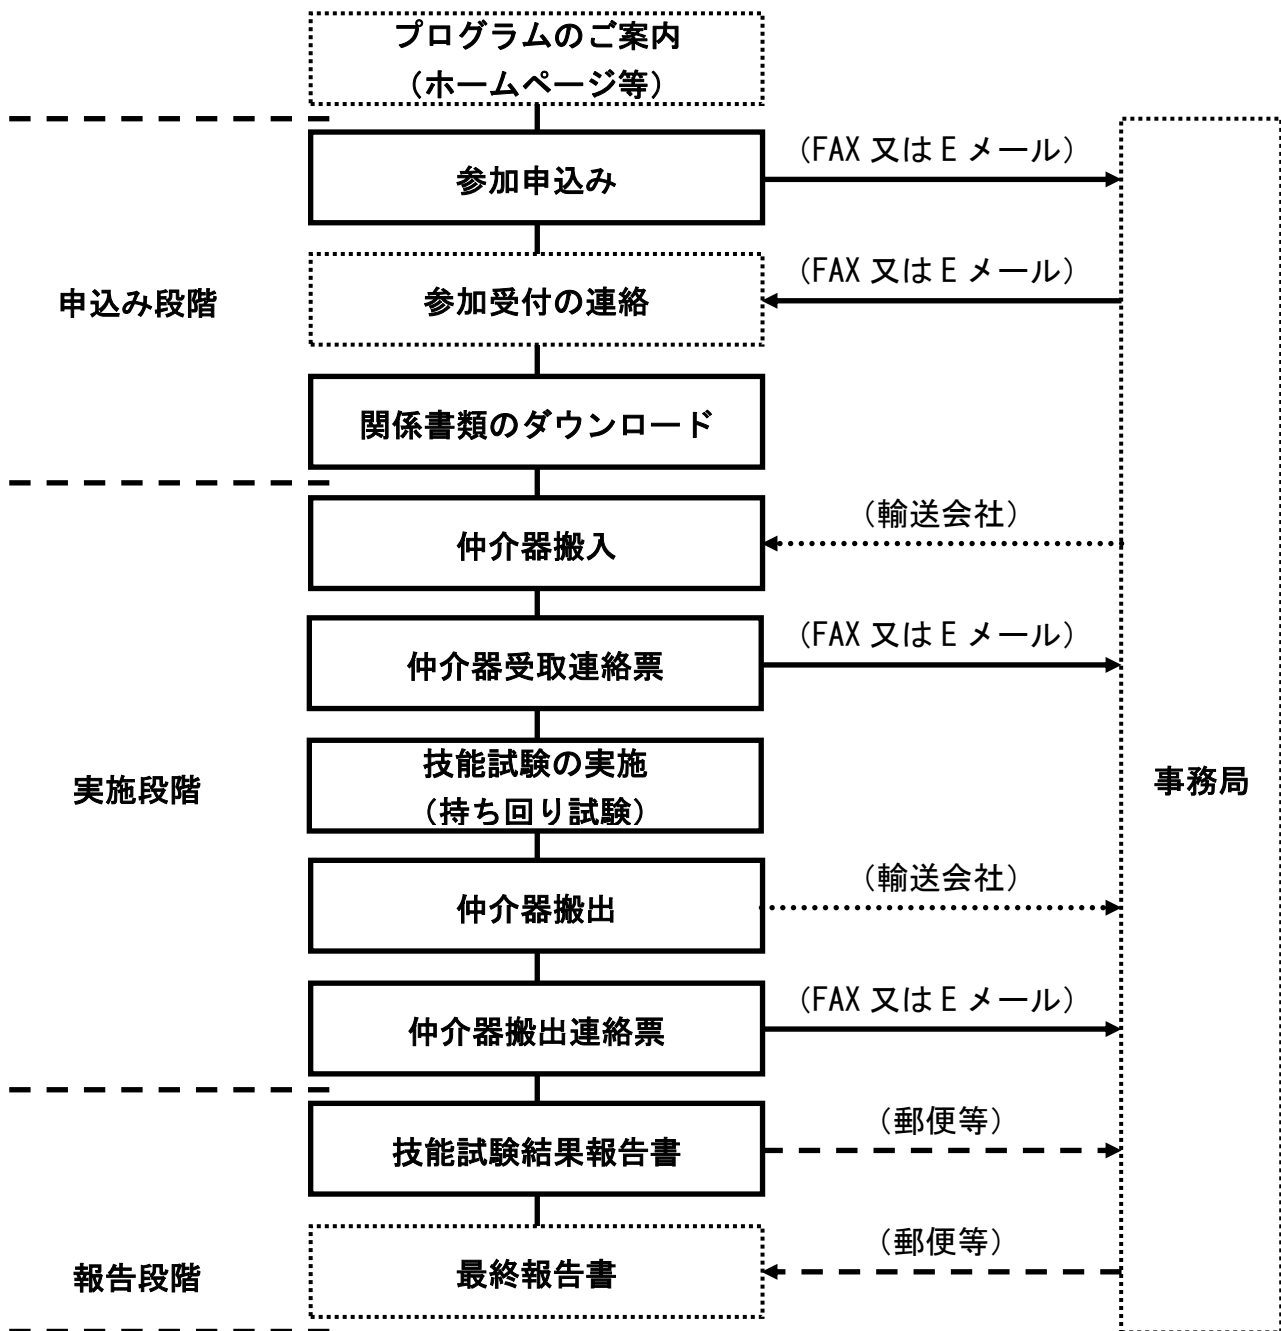 プログラムのご案内
（ホームページ等）
参加申込み
（FAX 又は E メール）
参加受付の連絡
（FAX 又は E メール）
申込み段階
関係書類のダウンロード
仲介器搬入
（輸送会社）
仲介器受取連絡票
（FAX 又は E メール）
技能試験の実施
（持ち回り試験）
実施段階
事務局
仲介器搬出
（輸送会社）
仲介器搬出連絡票
（FAX 又は E メール）
技能試験結果報告書
（郵便等）
最終報告書
（郵便等）
報告段階